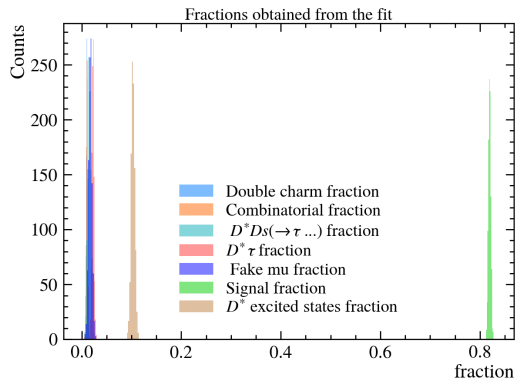 Fractions obtained from the fit
Counts
250
200
150
100
50
0
Double charm fraction
Combinatorial fraction
D*Ds(→τ ...) fraction
D*τ fraction
Fake mu fraction
Signal fraction
D* excited states fraction
0.0 0.2 0.4 0.6 0.8
fraction